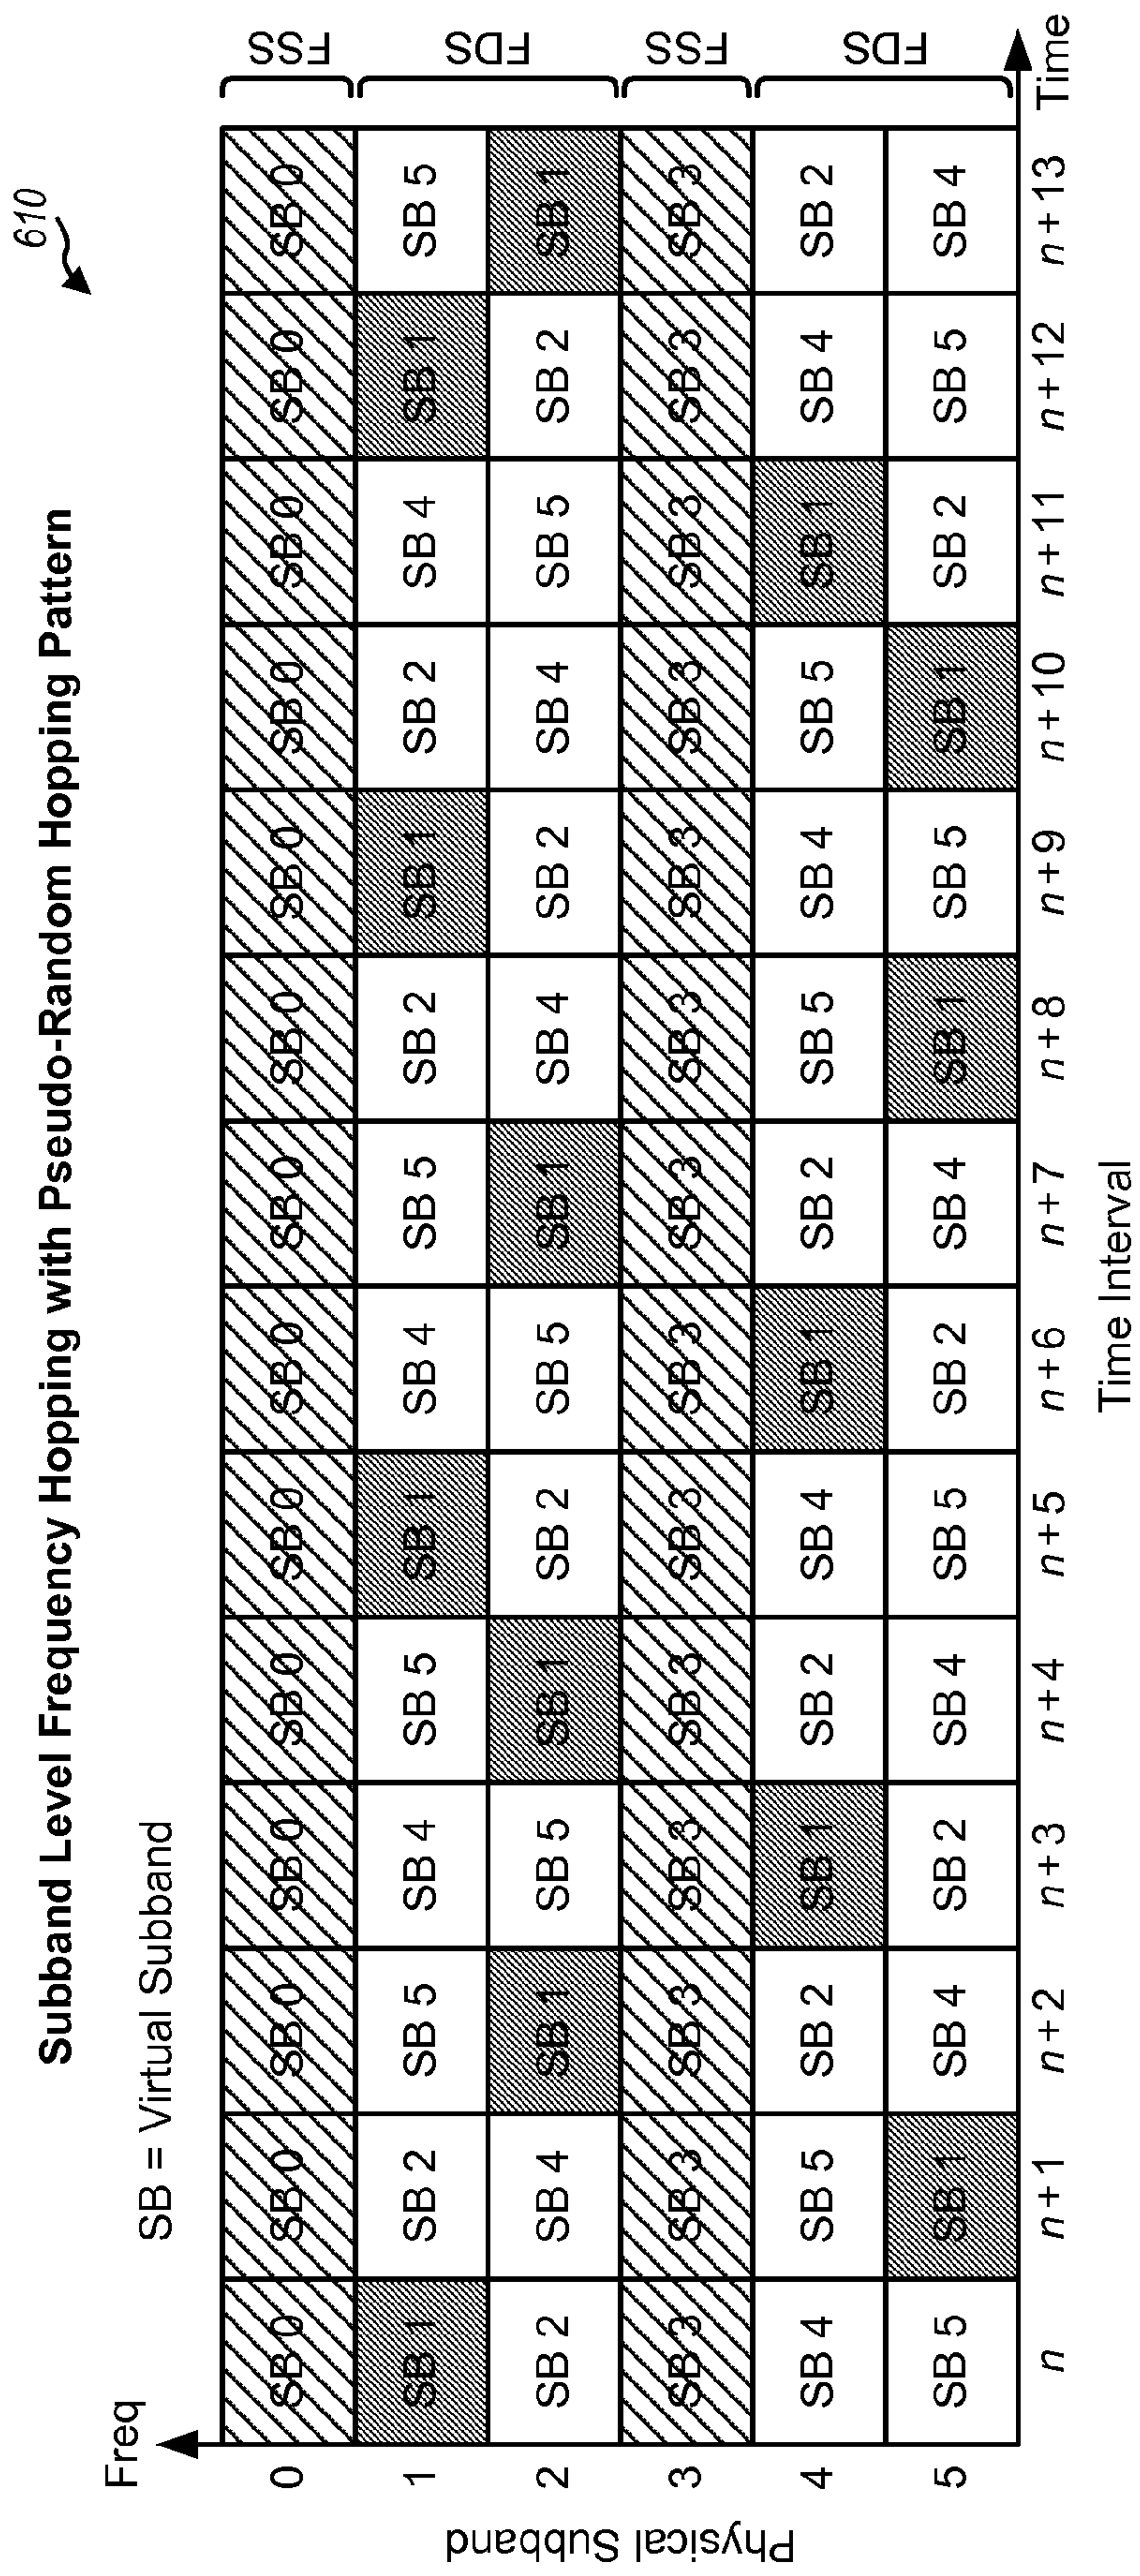 610
Subband Level Frequency Hopping with Pseudo-Random Hopping Pattern
SB = Virtual Subband
Freq
0 SB 0 SB 0 SB 0 SB 0 SB 0 SB 0 SB 0 SB 0 SB 0 SB 0 SB 0 SB 0 SB 0 SB 0 FSS
1 SB 1 SB 2 SB 5 SB 4 SB 5 SB 1 SB 4 SB 5 SB 2 SB 1 SB 2 SB 4 SB 1 SB 5 FDS
2 SB 2 SB 4 SB 1 SB 5 SB 1 SB 2 SB 5 SB 1 SB 4 SB 2 SB 4 SB 5 SB 2 SB 1
3 SB 3 SB 3 SB 3 SB 3 SB 3 SB 3 SB 3 SB 3 SB 3 SB 3 SB 3 SB 3 SB 3 SB 3 FSS
4 SB 4 SB 5 SB 2 SB 1 SB 2 SB 4 SB 1 SB 2 SB 5 SB 4 SB 5 SB 1 SB 4 SB 2 FDS
5 SB 5 SB 1 SB 4 SB 2 SB 4 SB 5 SB 2 SB 4 SB 1 SB 5 SB 1 SB 2 SB 5 SB 4
Physical Subband
n n + 1 n + 2 n + 3 n + 4 n + 5 n + 6 n + 7 n + 8 n + 9 n + 10 n + 11 n + 12 n + 13 Time
Time Interval